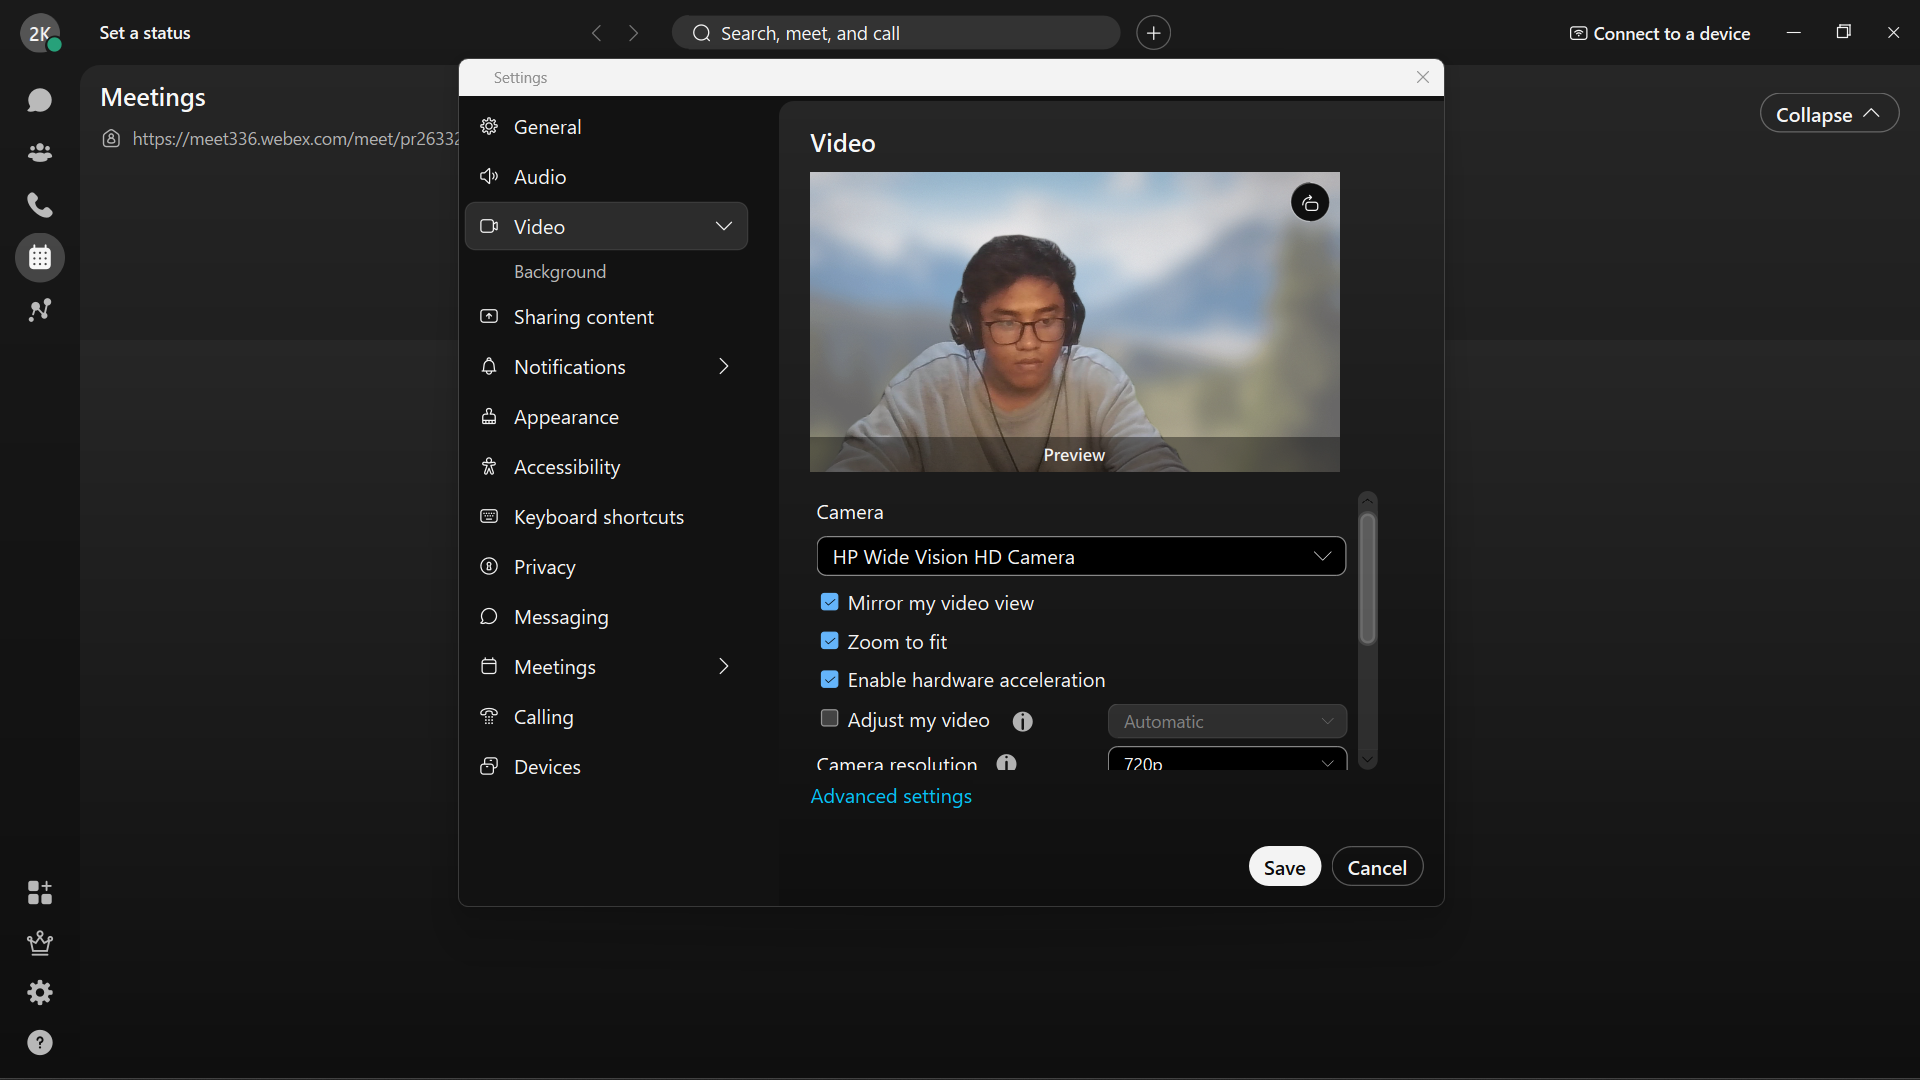 2K
Set a status
Search, meet, and call
Connect to a device
Meetings
https://meet336.webex.com/meet/pr26332
Collapse
Settings
General
Audio
Video
Background
Sharing content
Notifications
Appearance
Accessibility
Keyboard shortcuts
Privacy
Messaging
Meetings
Calling
Devices
Video
Preview
Camera
HP Wide Vision HD Camera
Mirror my video view
Zoom to fit
Enable hardware acceleration
Adjust my video
Automatic
Camera resolution
720p
Advanced settings
Save
Cancel